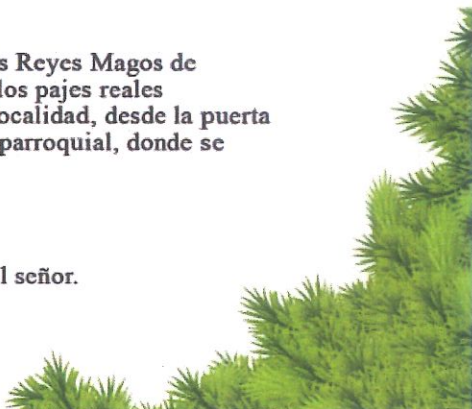 s Reyes Magos de
los pajes reales
ocalidad, desde la puerta
parroquial, donde se
l señor.